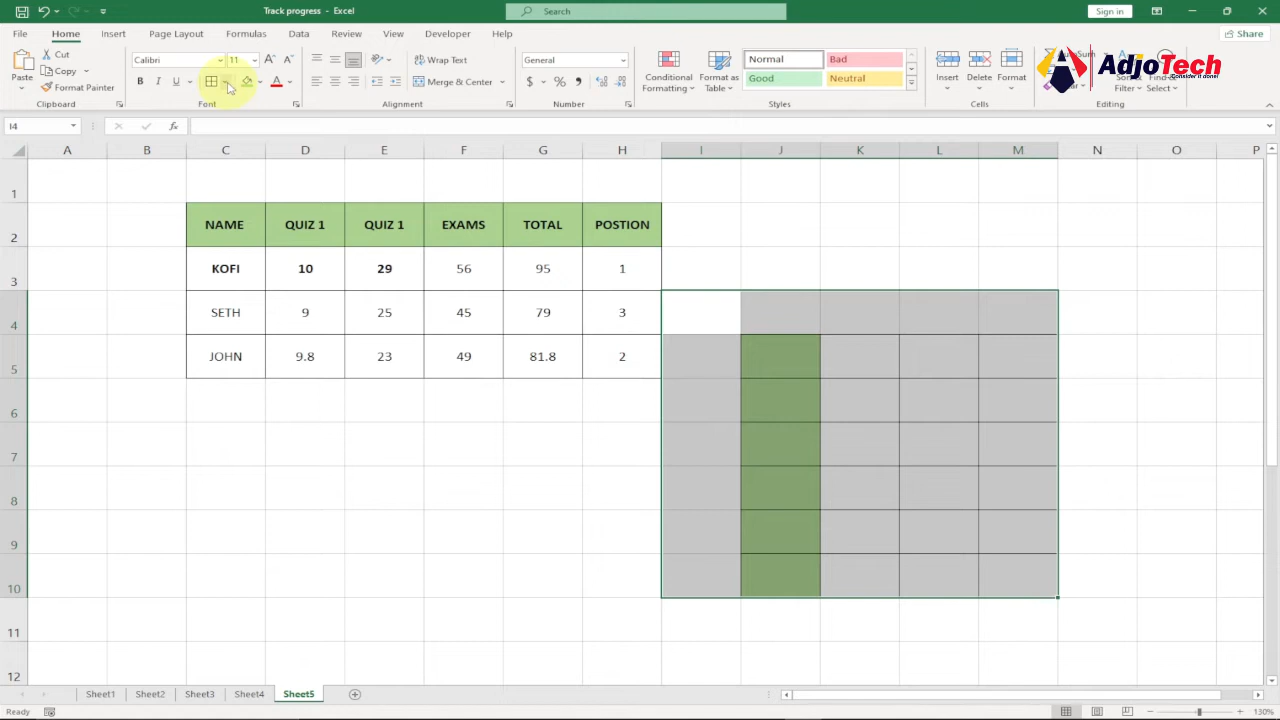 Track progress - Excel
Search
Sign in
File Home Insert Page Layout Formulas Data Review View Developer Help
Share
Paste
Cut
Copy
Format Painter
Clipboard
Calibri 11
B I U
Font
Wrap Text
Merge & Center
Alignment
General
$ % ,
Number
Conditional Formatting
Format as Table
Normal Bad
Good Neutral
Styles
Insert Delete Format
Cells
Filter Select
Editing
AdjoTech
Consider it done!
I4
fx
A B C D E F G H I J K L M N O P
1
2 NAME QUIZ 1 QUIZ 1 EXAMS TOTAL POSTION
3 KOFI 10 29 56 95 1
4 SETH 9 25 45 79 3
5 JOHN 9.8 23 49 81.8 2
6
7
8
9
10
11
12
Sheet1 Sheet2 Sheet3 Sheet4 Sheet5
Ready
130%